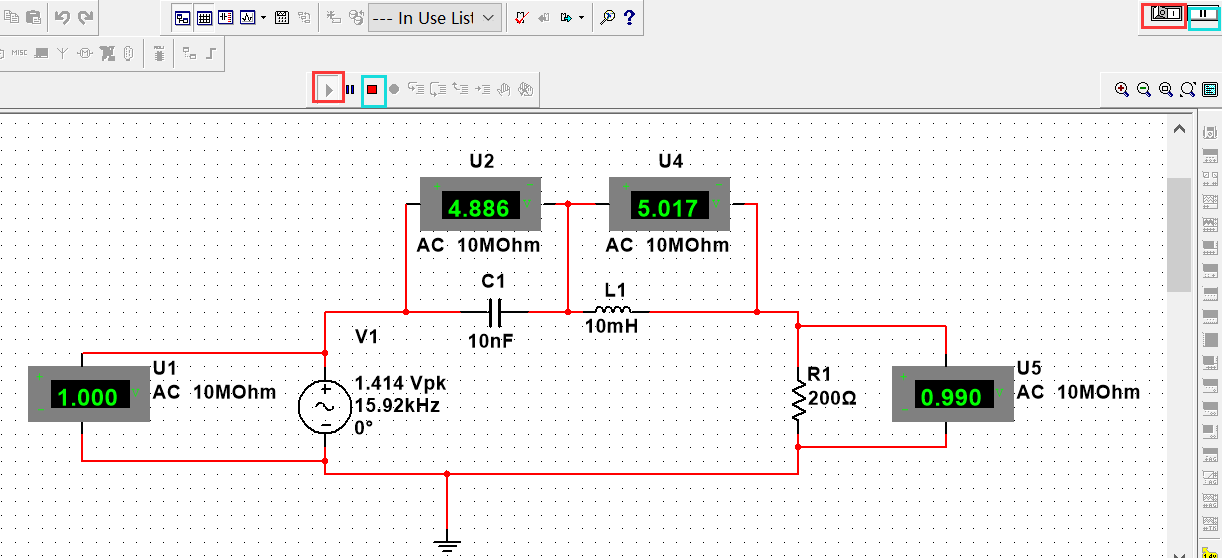 --- In Use List
MISC
U2
U4
4.886
5.017
AC 10MOhm
AC 10MOhm
C1
L1
10nF
10mH
V1
U1
1.000
AC 10MOhm
1.414 Vpk
15.92kHz
0°
R1
200Ω
U5
0.990
AC 10MOhm